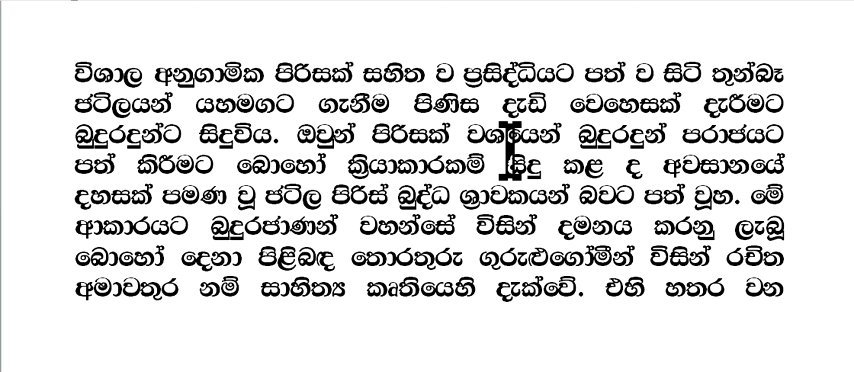 විශාල අනුගාමික පිරිසක් සහිත ව ප්‍රසිද්ධියට පත් ව සිටි තුන්බෑ
ජටිලයන් යහමගට ගැනීම පිණිස දැඩි වෙහෙසක් දැරීමට
බුදුරදුන්ට සිදුවිය. ඔවුන් පිරිසක් වශයෙන් බුදුරදුන් පරාජයට
පත් කිරීමට බොහෝ ක්‍රියාකාරකම් සිදු කළ ද අවසානයේ
දහසක් පමණ වූ ජටිල පිරිස් බුද්ධ ශ්‍රාවකයන් බවට පත් වූහ. මේ
ආකාරයට බුදුරජාණන් වහන්සේ විසින් දමනය කරනු ලැබූ
බොහෝ දෙනා පිළිබඳ තොරතුරු ගුරුළුගෝමීන් විසින් රචිත
අමාවතුර නම් සාහිත්‍ය කෘතියෙහි දැක්වේ. එහි හතර වන